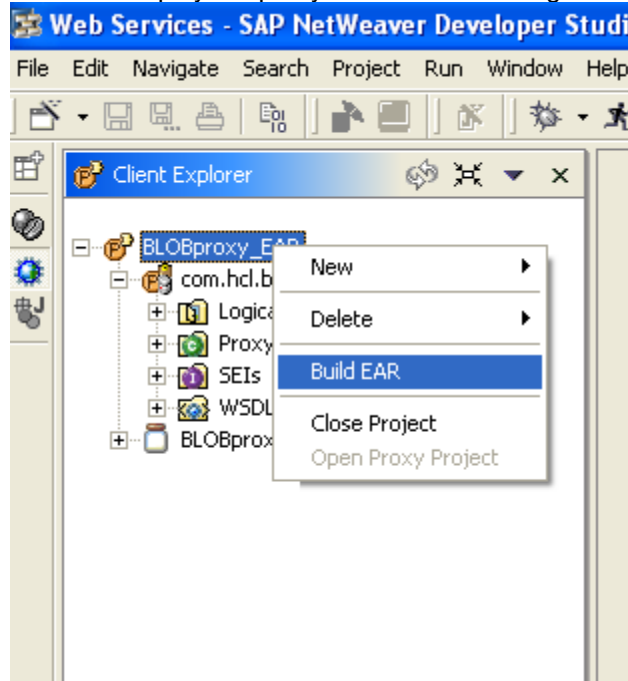 Web Services - SAP NetWeaver Developer Studi
File Edit Navigate Search Project Run Window Help
Client Explorer
BLOBproxy_EAR
com.hcl.b
Logica
Proxy
SEIs
WSDL
BLOBprox
New
Delete
Build EAR
Close Project
Open Proxy Project